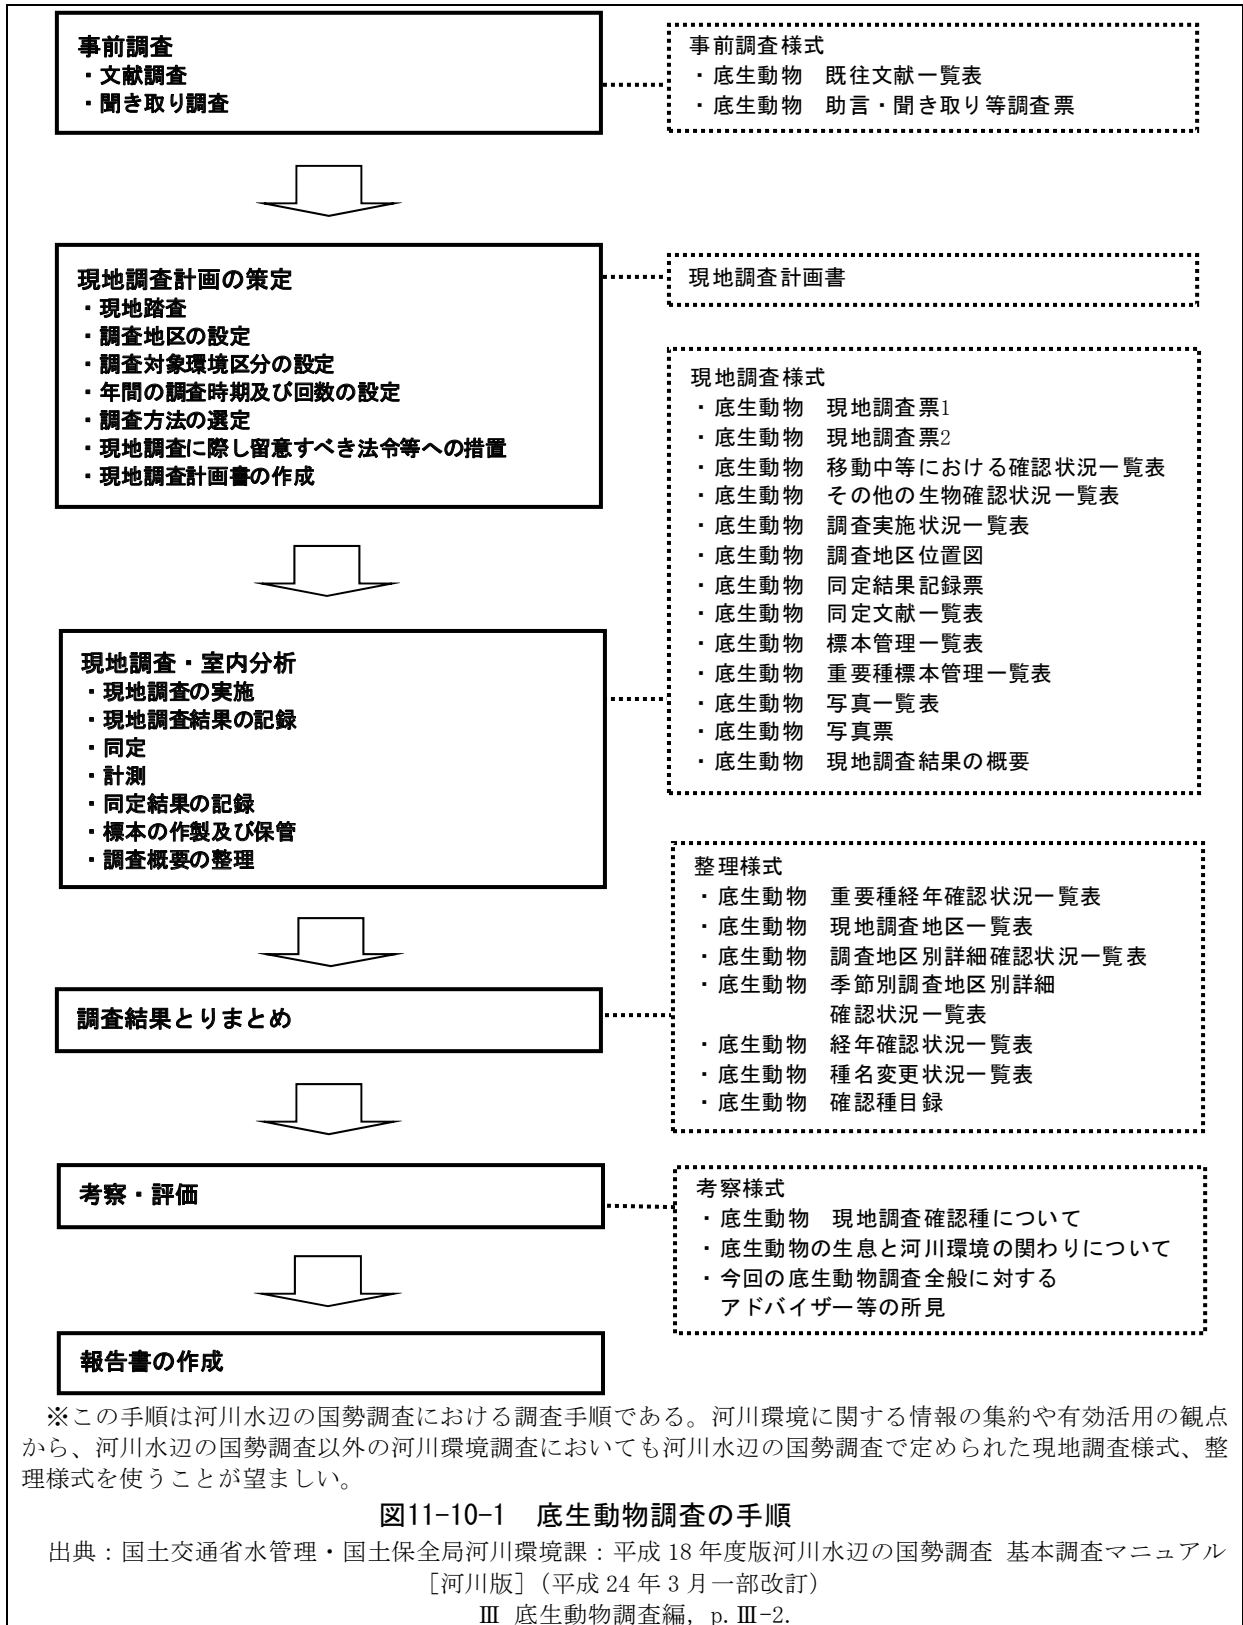 事前調査
・文献調査
・聞き取り調査
事前調査様式
・底生動物　既往文献一覧表
・底生動物　助言・聞き取り等調査票
現地調査計画の策定
・現地踏査
・調査地区の設定
・調査対象環境区分の設定
・年間の調査時期及び回数の設定
・調査方法の選定
・現地調査に際し留意すべき法令等への措置
・現地調査計画書の作成
現地調査計画書
現地調査・室内分析
・現地調査の実施
・現地調査結果の記録
・同定
・計測
・同定結果の記録
・標本の作製及び保管
・調査概要の整理
現地調査様式
・底生動物　現地調査票1
・底生動物　現地調査票2
・底生動物　移動中等における確認状況一覧表
・底生動物　その他の生物確認状況一覧表
・底生動物　調査実施状況一覧表
・底生動物　調査地区位置図
・底生動物　同定結果記録票
・底生動物　同定文献一覧表
・底生動物　標本管理一覧表
・底生動物　重要種標本管理一覧表
・底生動物　写真一覧表
・底生動物　写真票
・底生動物　現地調査結果の概要
調査結果とりまとめ
整理様式
・底生動物　重要種経年確認状況一覧表
・底生動物　現地調査地区一覧表
・底生動物　調査地区別詳細確認状況一覧表
・底生動物　季節別調査地区別詳細
確認状況一覧表
・底生動物　経年確認状況一覧表
・底生動物　種名変更状況一覧表
・底生動物　確認種目録
考察・評価
考察様式
・底生動物　現地調査確認種について
・底生動物の生息と河川環境の関わりについて
・今回の底生動物調査全般に対する
アドバイザー等の所見
報告書の作成
※この手順は河川水辺の国勢調査における調査手順である。河川環境に関する情報の集約や有効活用の観点
から、河川水辺の国勢調査以外の河川環境調査においても河川水辺の国勢調査で定められた現地調査様式、整
理様式を使うことが望ましい。
図11-10-1　底生動物調査の手順
出典：国土交通省水管理・国土保全局河川環境課：平成 18 年度版河川水辺の国勢調査 基本調査マニュアル
［河川版］（平成 24 年 3 月一部改訂）
Ⅲ 底生動物調査編, p.Ⅲ-2.